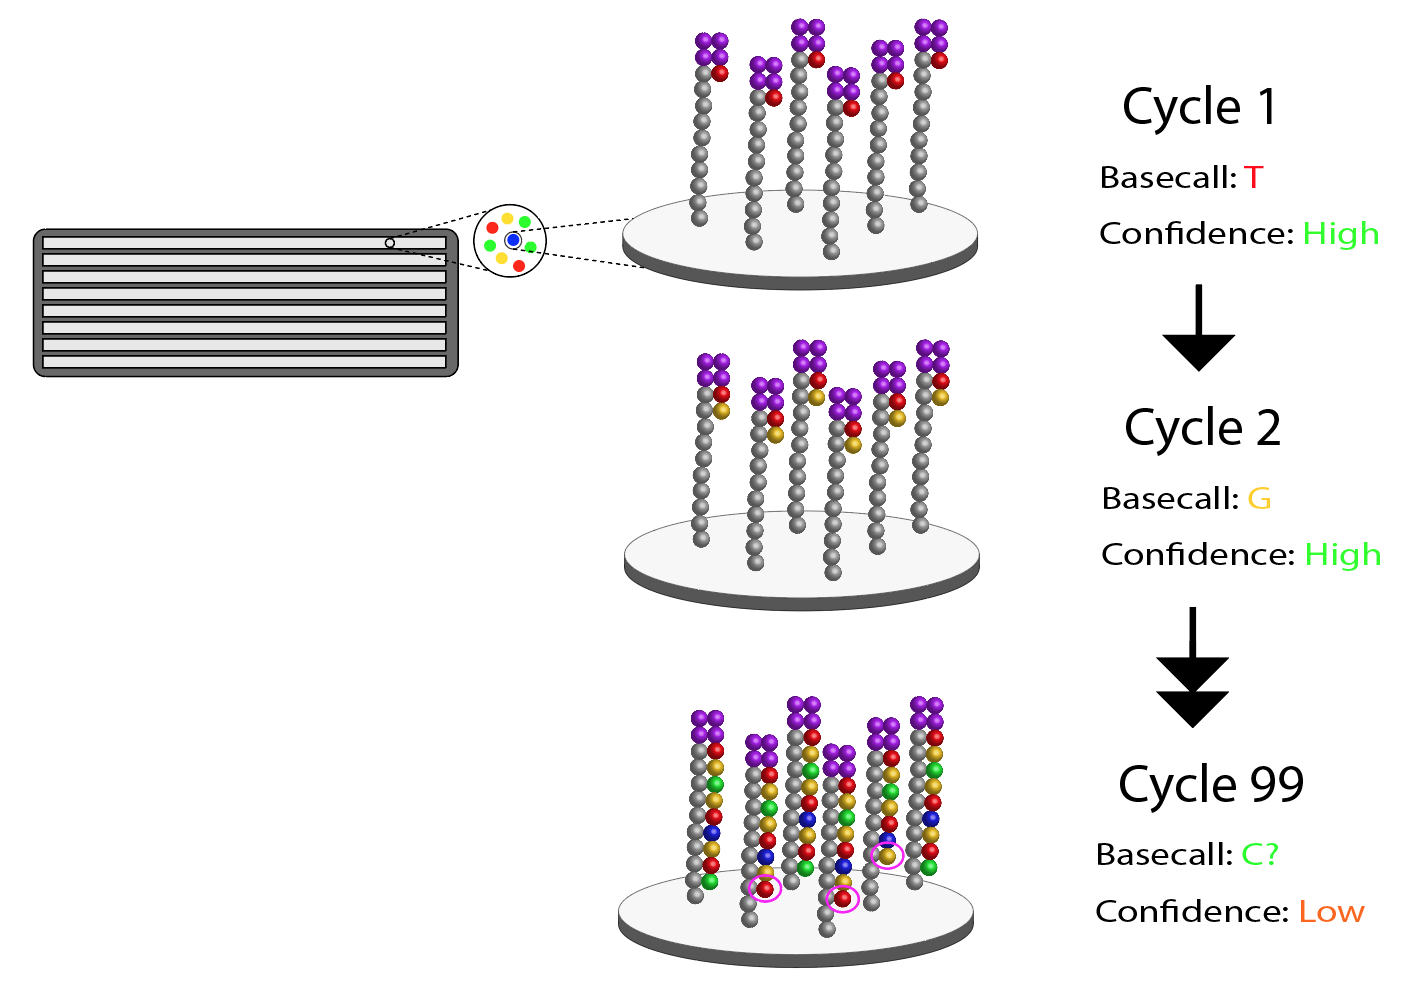 Cycle 1
Basecall: T
Confidence: High
Cycle 2
Basecall: G
Confidence: High
Cycle 99
Basecall: C?
Confidence: Low